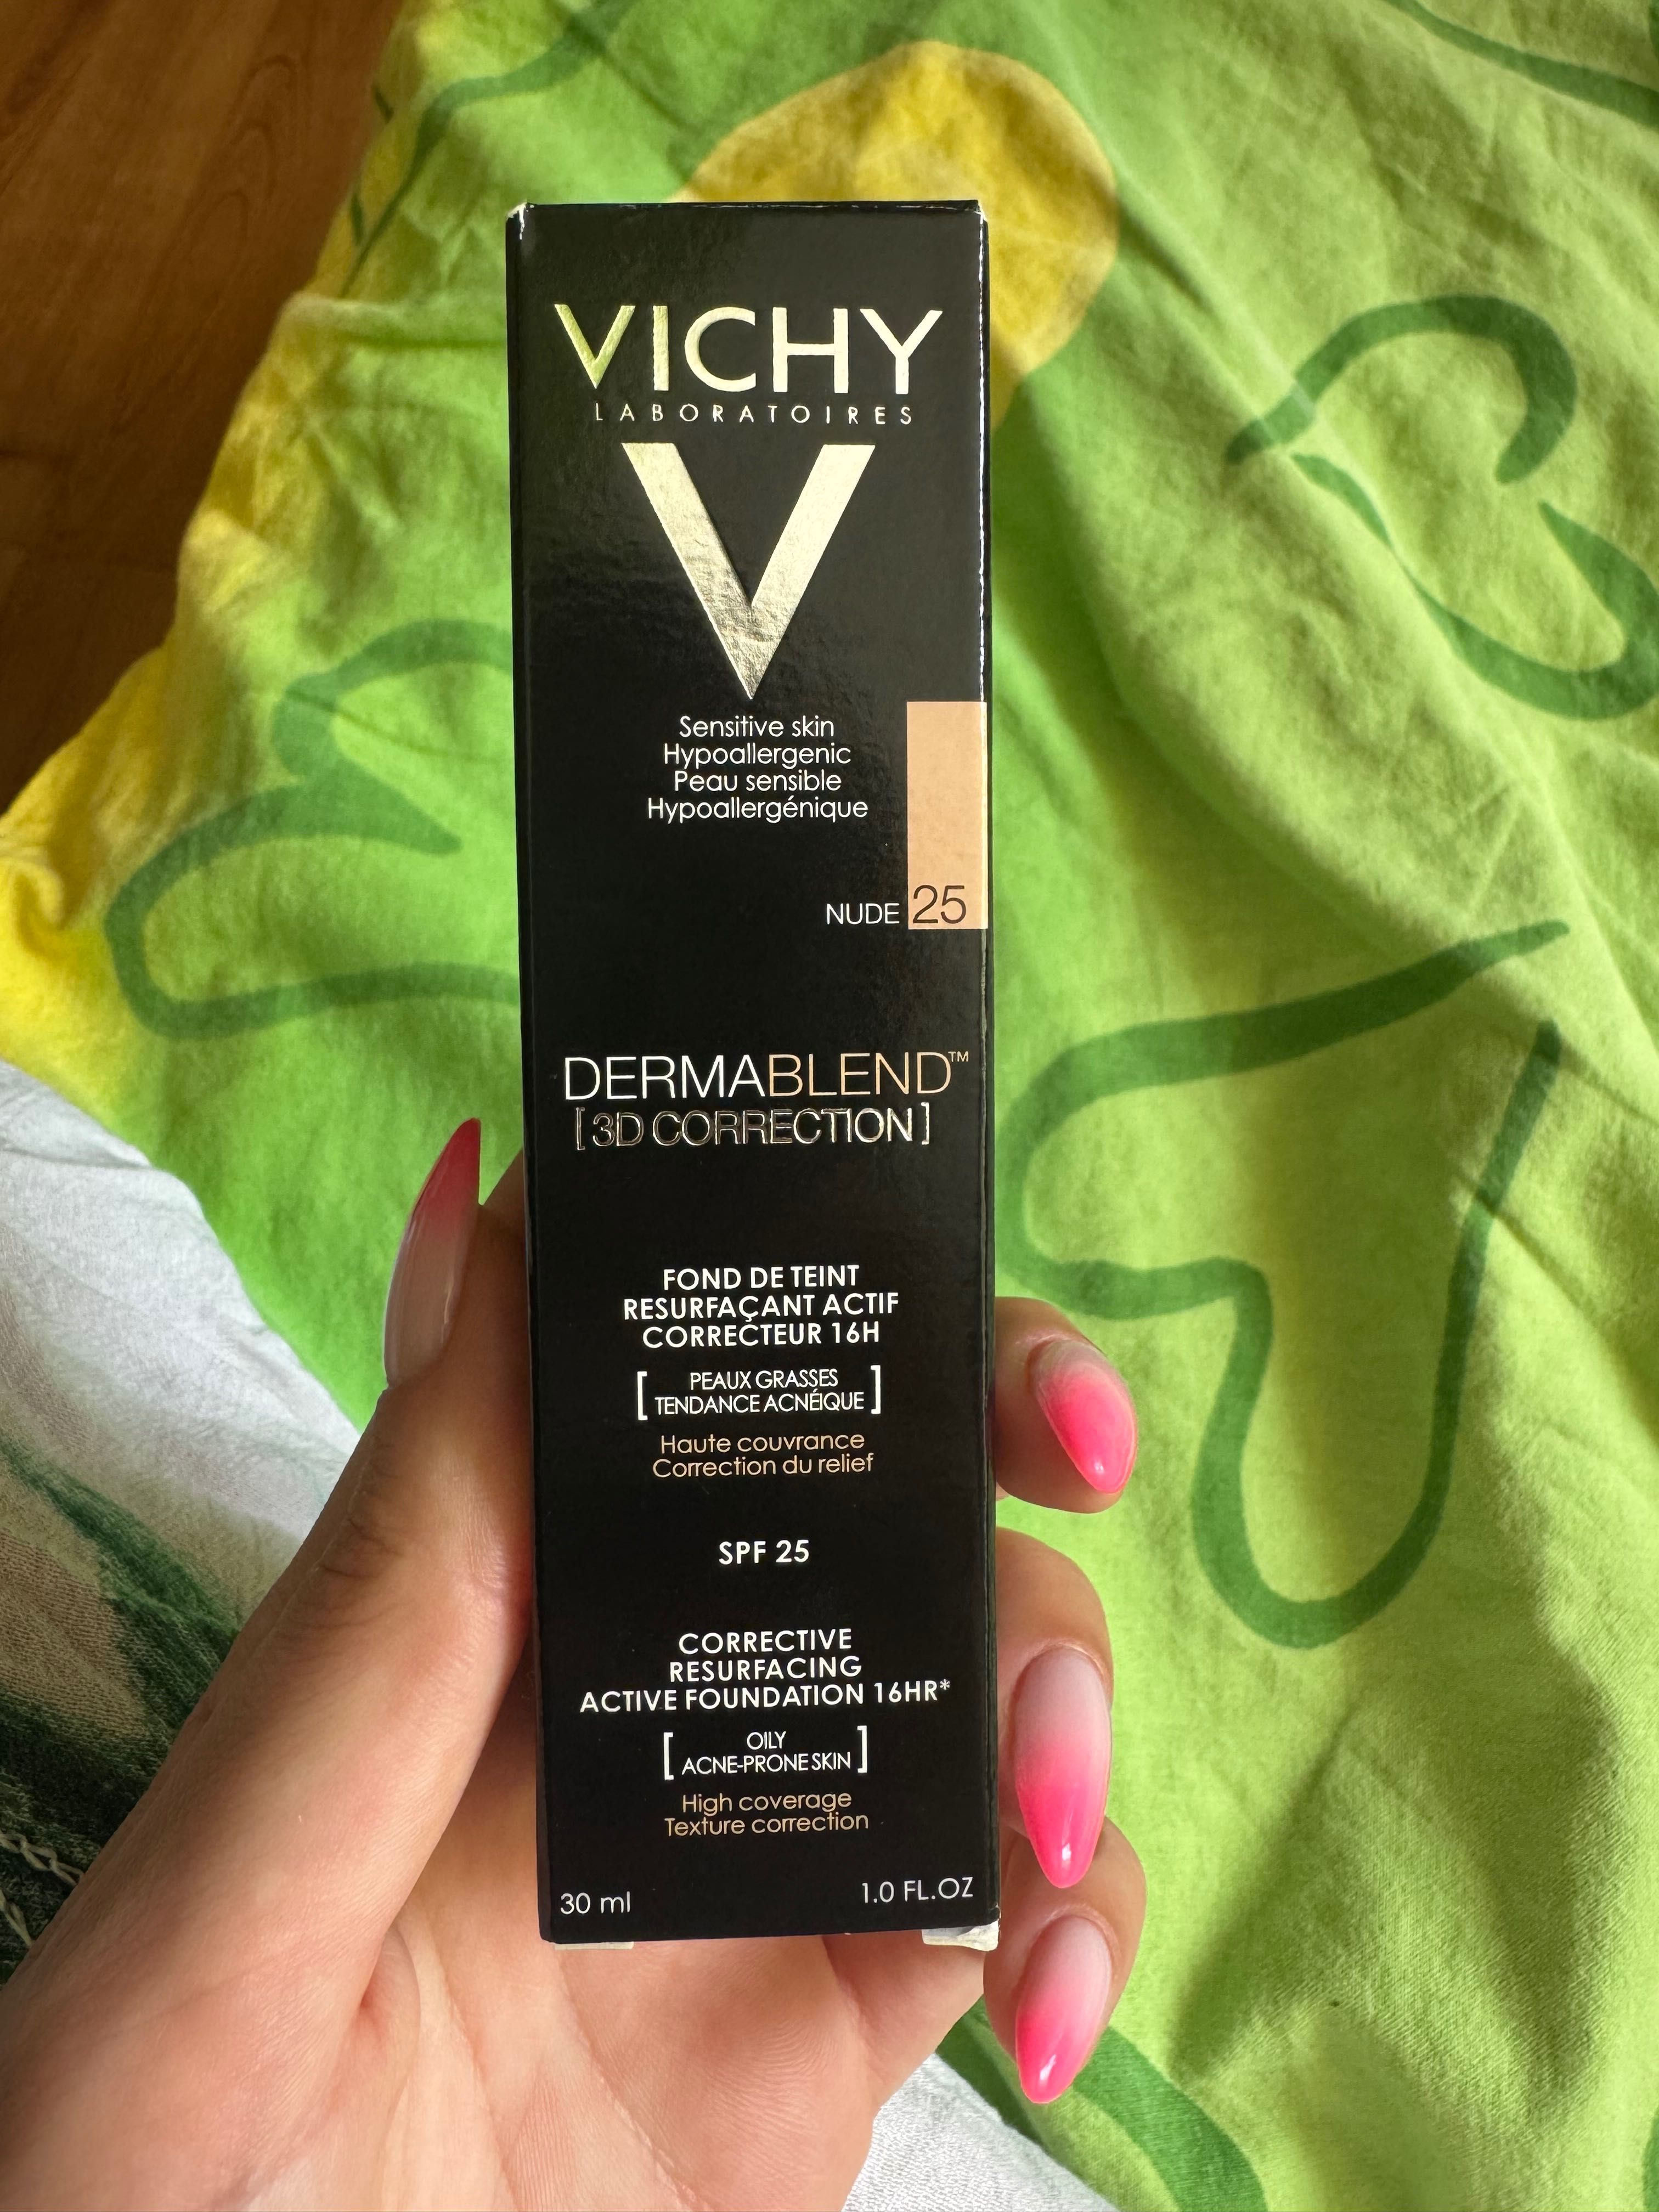 VICHY
LABORATOIRES
V
Sensitive skin
Hypoallergenic
Peau sensible
Hypoallergénique
NUDE 25
DERMABLEND™
[3D CORRECTION]
FOND DE TEINT
RESURFAÇANT ACTIF
CORRECTEUR 16H
[PEAUX GRASSES
TENDANCE ACNÉIQUE]
Haute couvrance
Correction du relief
SPF 25
CORRECTIVE
RESURFACING
ACTIVE FOUNDATION 16HR*
[OILY
ACNE-PRONE SKIN]
High coverage
Texture correction
30 ml 1.0 FL.OZ